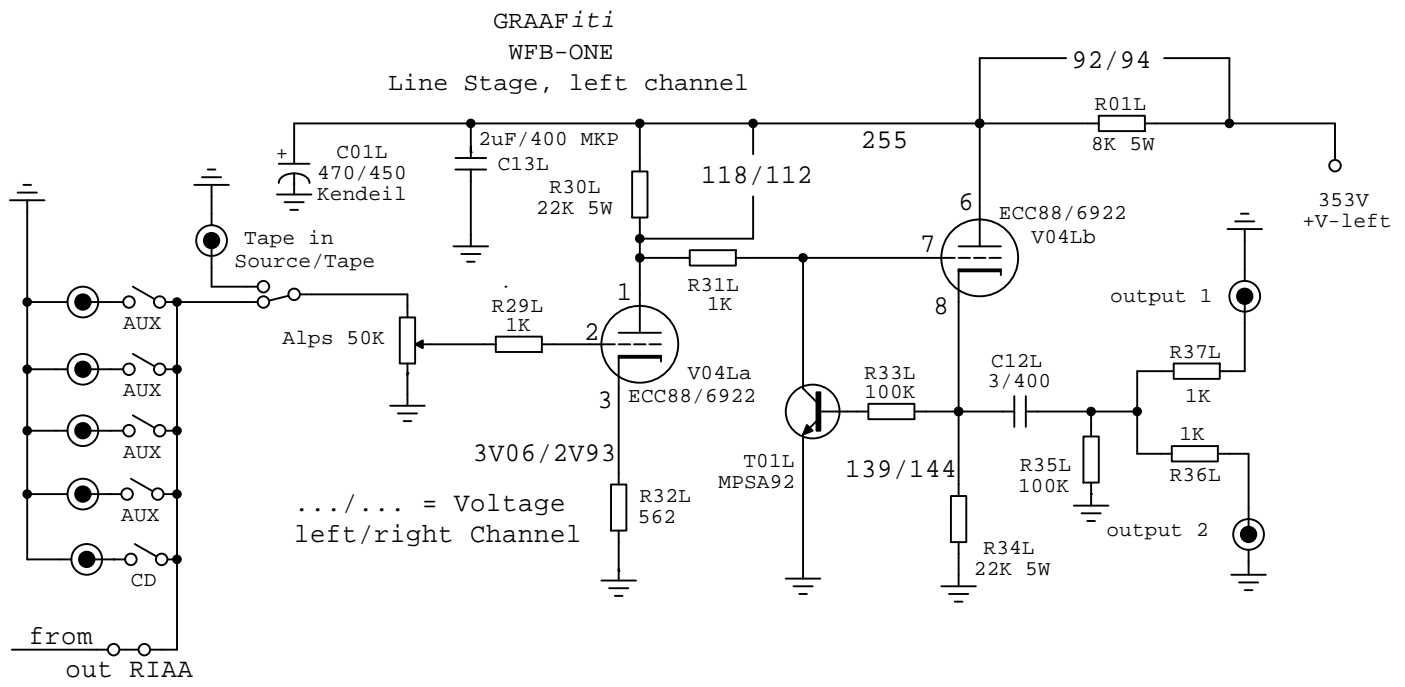 GRAAFiti
WFB-ONE
Line Stage, left channel
92/94
R01L
8K 5W
255
353V
+V-left
+
C01L
470/450
Kendeil
2uF/400 MKP
C13L
R30L
22K 5W
118/112
6
ECC88/6922
V04Lb
7
8
Tape in
Source/Tape
R31L
1K
1
R29L
1K
2
Alps 50K
V04La
ECC88/6922
3
AUX
AUX
AUX
AUX
CD
output 1
R37L
1K
C12L
3/400
R33L
100K
1K
R36L
R35L
100K
3V06/2V93
T01L
MPSA92
139/144
R32L
562
.../... = Voltage
left/right Channel
output 2
R34L
22K 5W
from
out RIAA